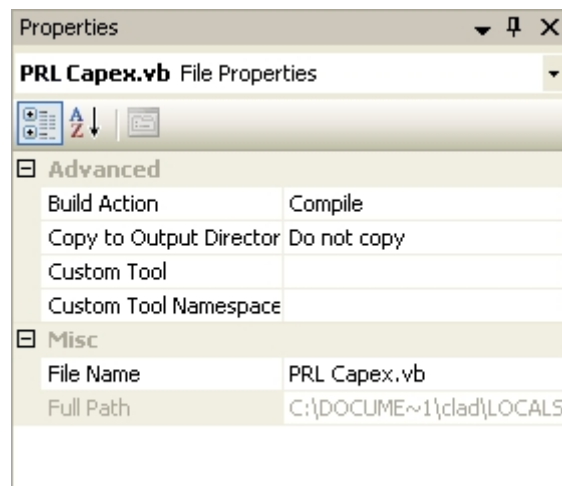 Properties
PRL Capex.vb File Properties
Advanced
Build Action Compile
Copy to Output Director Do not copy
Custom Tool
Custom Tool Namespace
Misc
File Name PRL Capex.vb
Full Path C:\DOCUME~1\clad\LOCALS